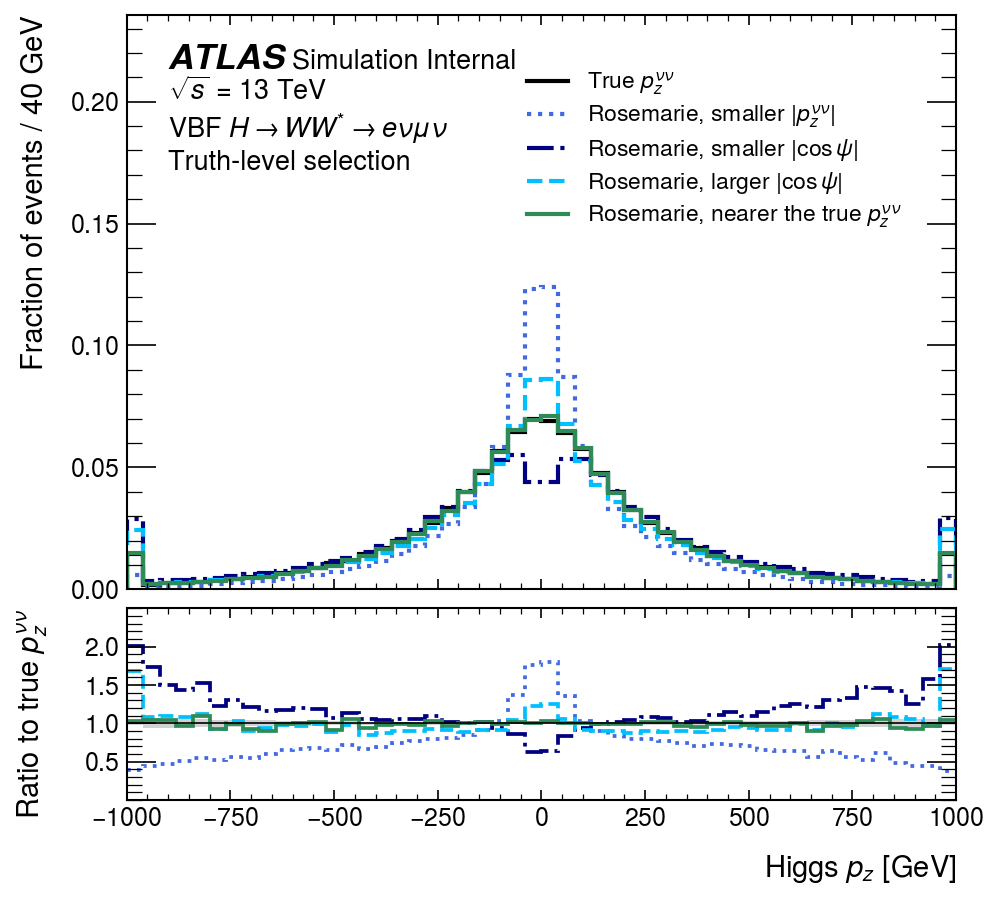 ATLAS Simulation Internal
√s = 13 TeV
VBF H → WW* → eνμν
Truth-level selection
True p_z^νν
Rosemarie, smaller |p_z^νν|
Rosemarie, smaller |cos ψ|
Rosemarie, larger |cos ψ|
Rosemarie, nearer the true p_z^νν
Fraction of events / 40 GeV
0.20
0.15
0.10
0.05
0.00
Ratio to true p_z^νν
2.0
1.5
1.0
0.5
−1000 −750 −500 −250 0 250 500 750 1000
Higgs p_z [GeV]